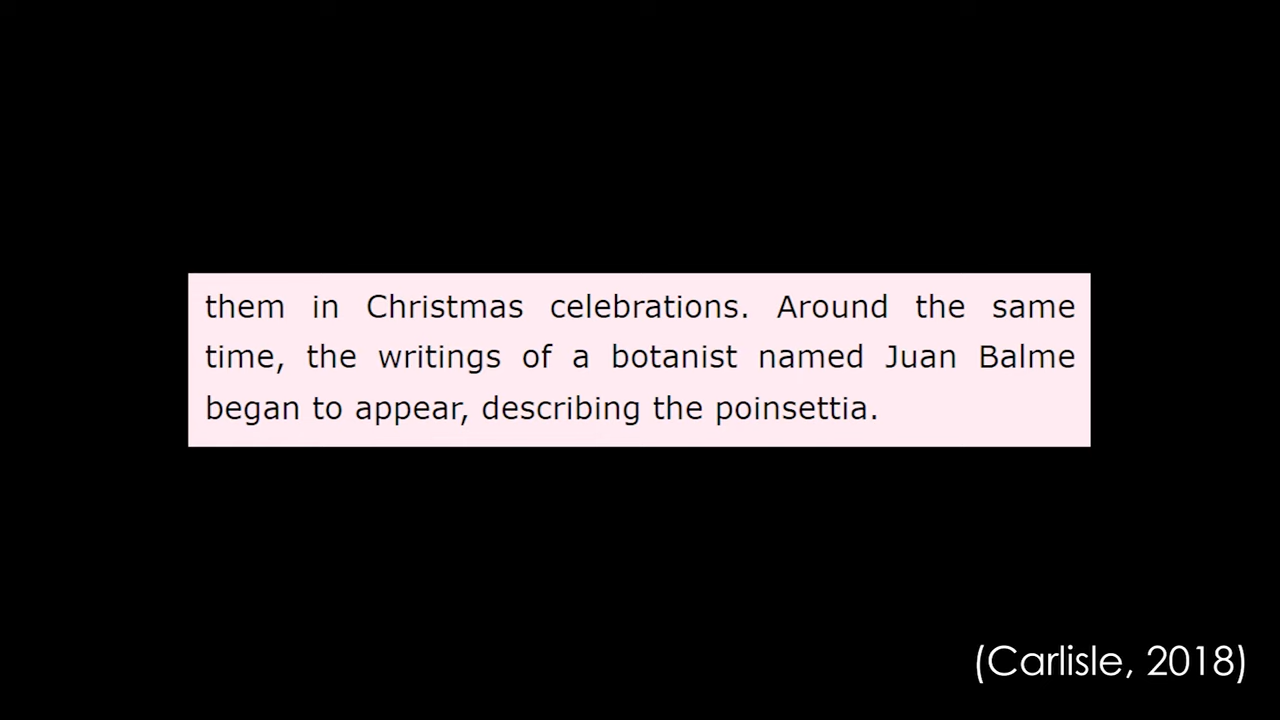 them in Christmas celebrations. Around the same
time, the writings of a botanist named Juan Balme
began to appear, describing the poinsettia.
(Carlisle, 2018)